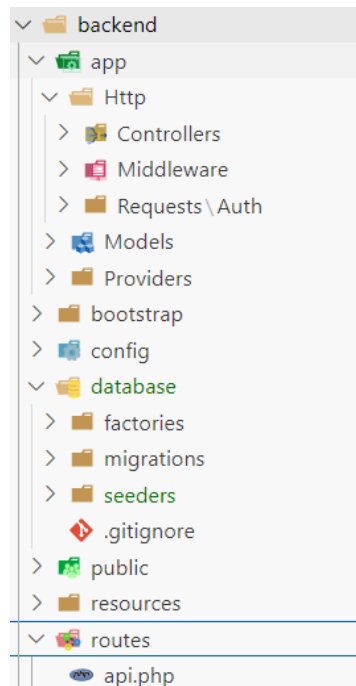 backend
app
Http
Controllers
Middleware
Requests\Auth
Models
Providers
bootstrap
config
database
factories
migrations
seeders
.gitignore
public
resources
routes
api.php